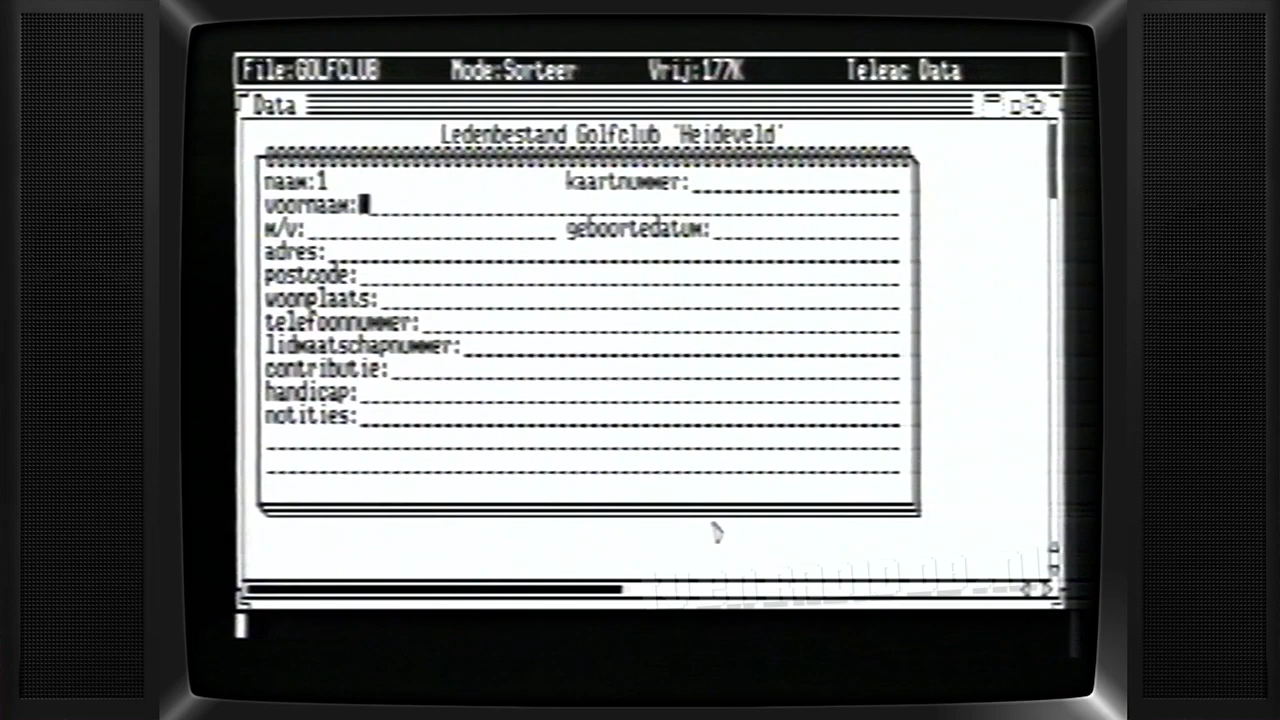 File:GOLFCLUB Mode:Sorteer Vrij:177K Teleac Data
Data
Ledenbestand Golfclub 'Heideveld'
naam:1 kaartnummer:
voornaam:
m/v: geboortedatum:
adres:
postcode:
woonplaats:
telefoonnummer:
lidmaatschapnummer:
contributie:
handicap:
notities: